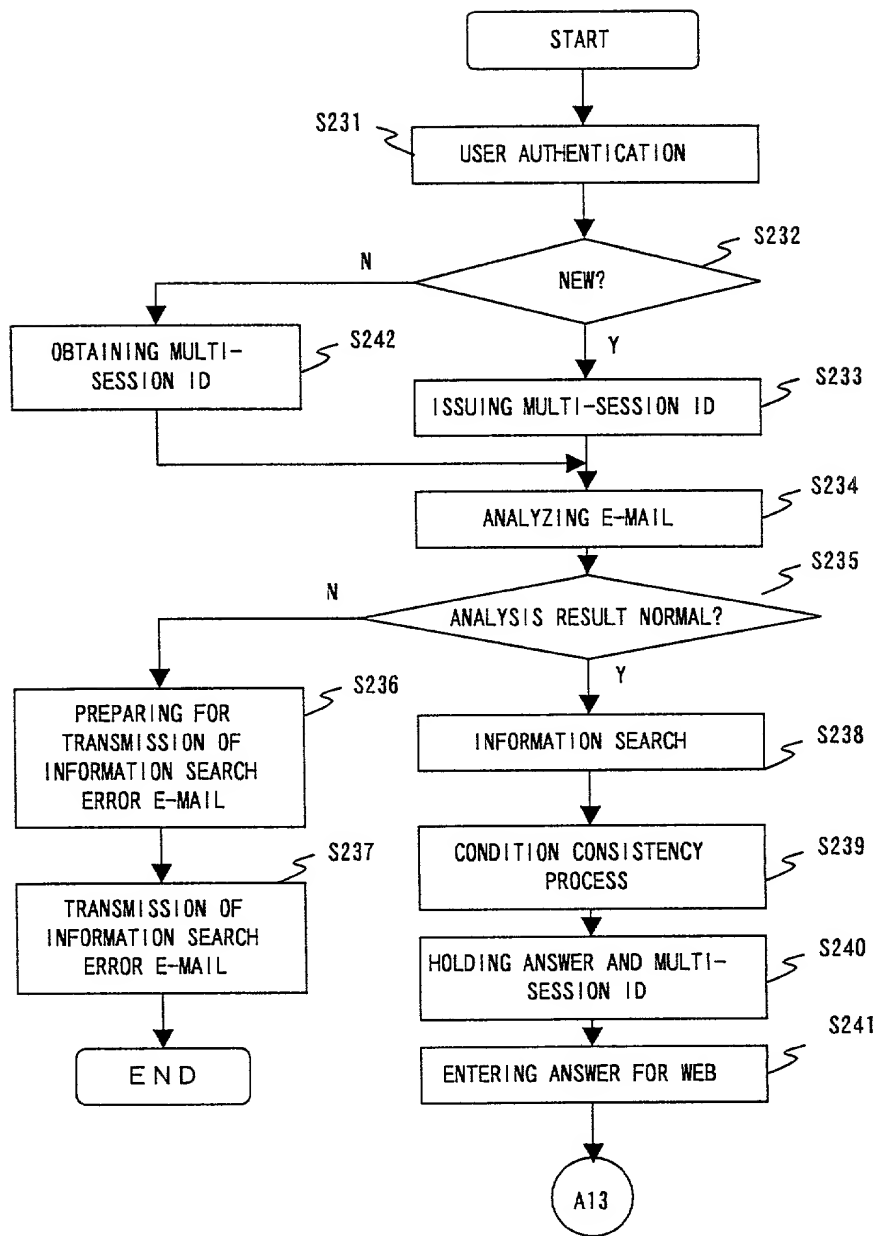 START
S231
USER AUTHENTICATION
S232
N
NEW?
Y
OBTAINING MULTI-
SESSION ID
S242
S233
ISSUING MULTI-SESSION ID
S234
ANALYZING E-MAIL
S235
N
ANALYSIS RESULT NORMAL?
Y
S236
PREPARING FOR
TRANSMISSION OF
INFORMATION SEARCH
ERROR E-MAIL
INFORMATION SEARCH
S238
S237
TRANSMISSION OF
INFORMATION SEARCH
ERROR E-MAIL
CONDITION CONSISTENCY
PROCESS
S239
HOLDING ANSWER AND MULTI-
SESSION ID
S240
S241
END
ENTERING ANSWER FOR WEB
A13